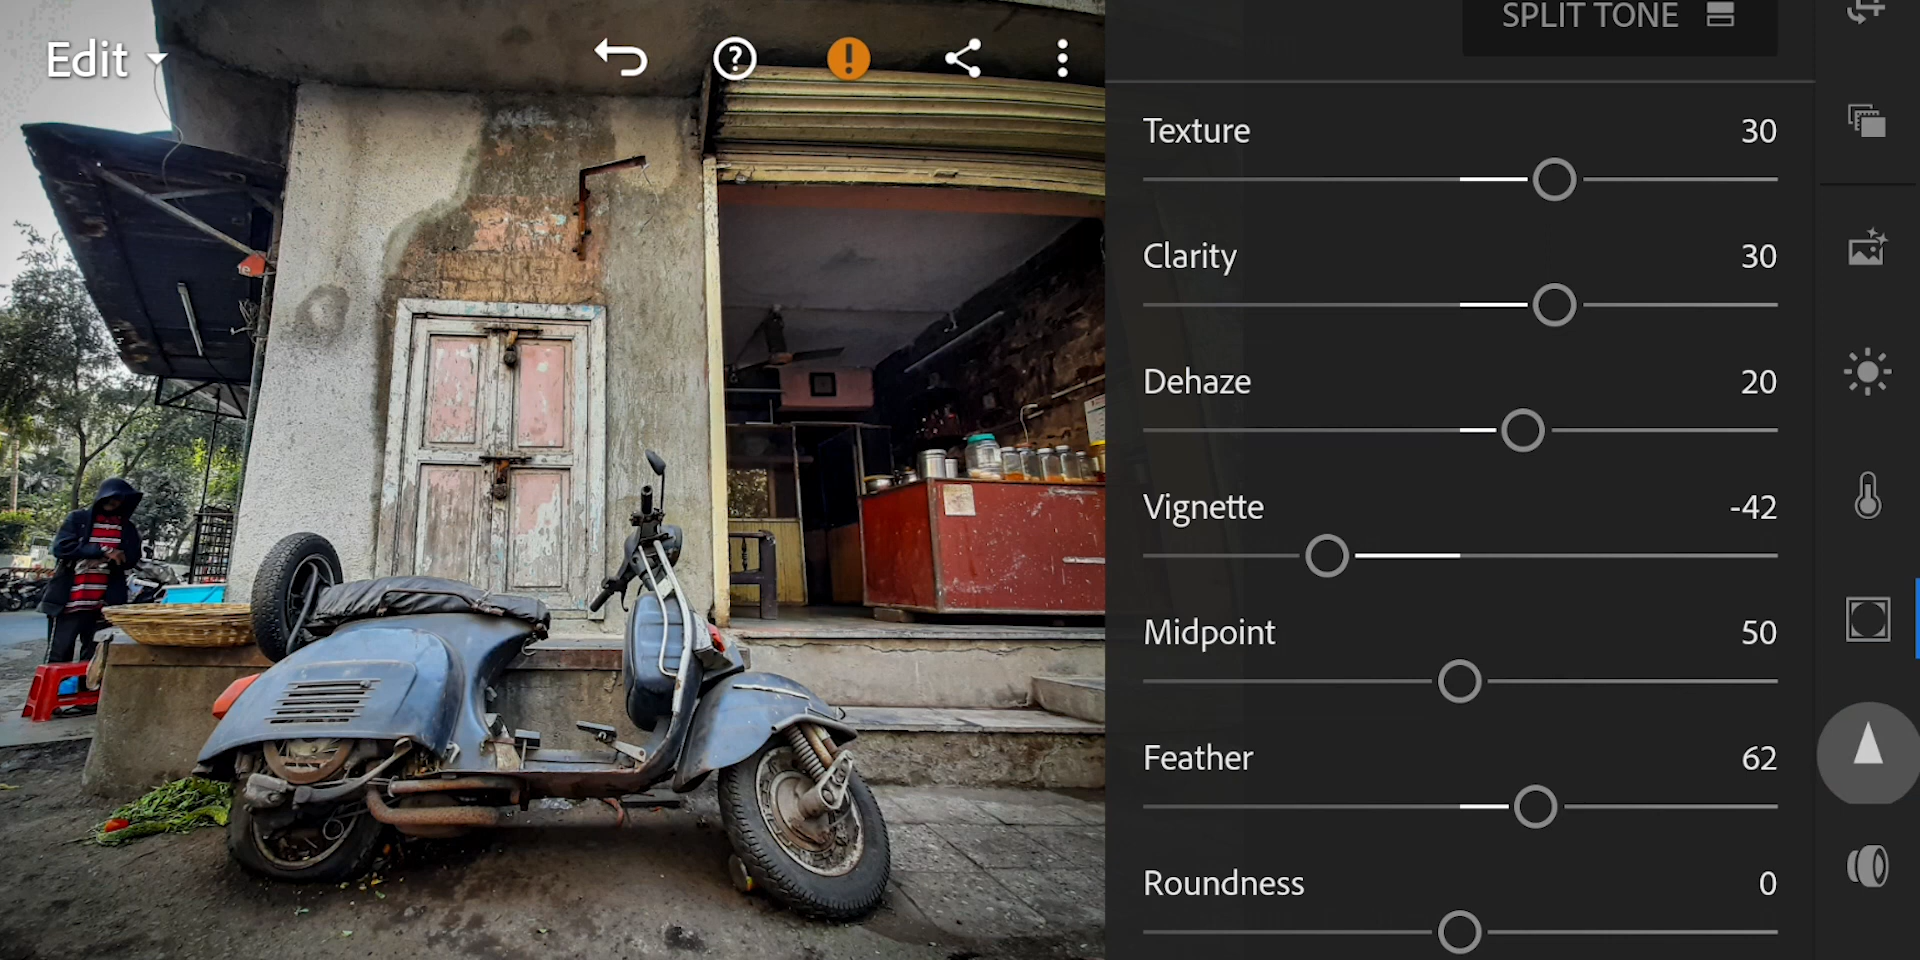 Edit
SPLIT TONE
Texture 30
Clarity 30
Dehaze 20
Vignette -42
Midpoint 50
Feather 62
Roundness 0